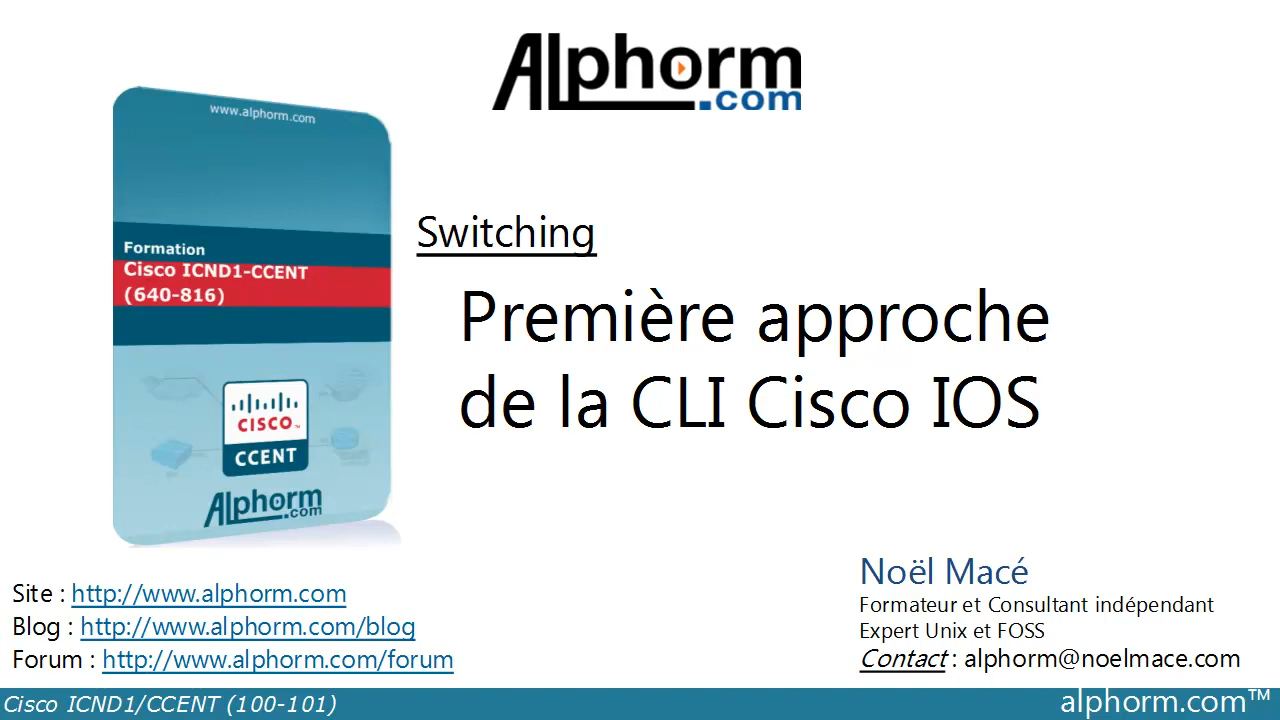 Alphorm
.com
www.alphorm.com
Formation
Cisco ICND1-CCENT
(640-816)
CISCO™
CCENT
Alphorm
.com
Switching
Première approche
de la CLI Cisco IOS
Site : http://www.alphorm.com
Blog : http://www.alphorm.com/blog
Forum : http://www.alphorm.com/forum
Noël Macé
Formateur et Consultant indépendant
Expert Unix et FOSS
Contact : alphorm@noelmace.com
Cisco ICND1/CCENT (100-101)
alphorm.com™